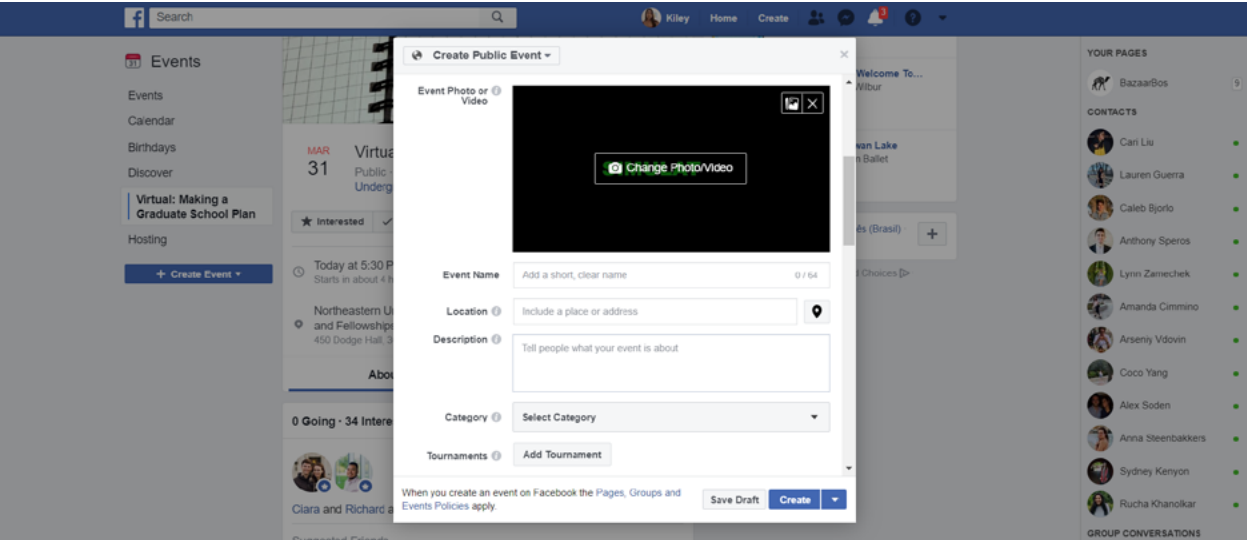 Search
Kiley
Home
Create
3
Events
Events
Calendar
Birthdays
Discover
Virtual: Making a
Graduate School Plan
Hosting
+ Create Event
MAR
31
Virtua
Public
Underg
Interested
Today at 5:30 P
Starts in about 4 h
Northeastern U
and Fellowships
450 Dodge Hall, 3
Abou
0 Going · 34 Intere
Clara and Richard a
Suggested Friends
Create Public Event
Event Photo or
Video
SIMULAT
Change Photo/Video
Event Name
Add a short, clear name
0 / 64
Location
Include a place or address
Description
Tell people what your event is about
Category
Select Category
Tournaments
Add Tournament
When you create an event on Facebook the Pages, Groups and
Events Policies apply.
Save Draft
Create
Welcome To...
Wilbur
wan Lake
n Ballet
ês (Brasil)
d Choices
YOUR PAGES
BazaarBos
9
CONTACTS
Cari Liu
Lauren Guerra
Caleb Bjorlo
Anthony Speros
Lynn Zamechek
Amanda Cimmino
Arseniy Vdovin
Coco Yang
Alex Soden
Anna Steenbakkers
Sydney Kenyon
Rucha Khanolkar
GROUP CONVERSATIONS